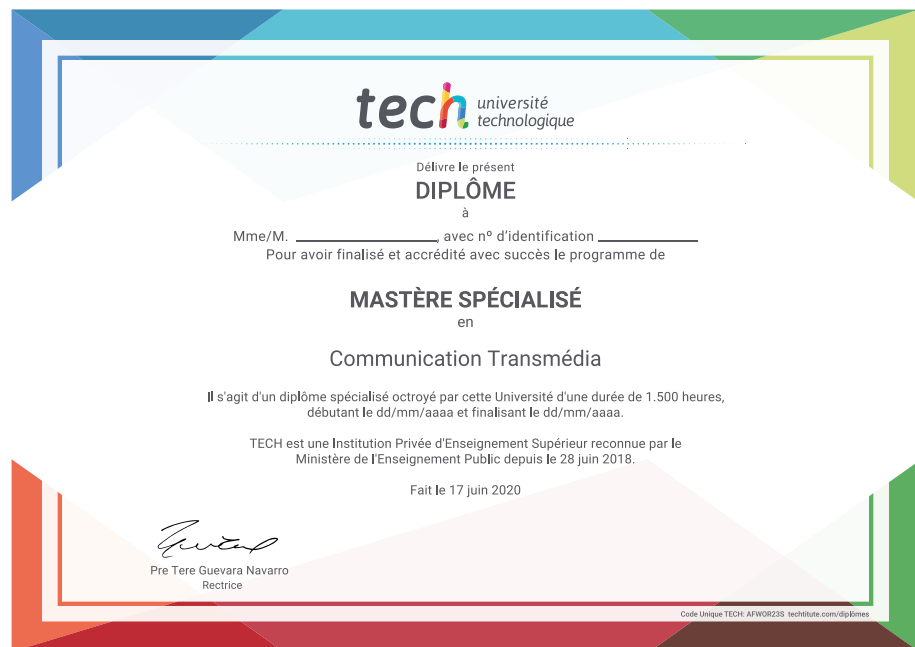 tech université
technologique
Délivre le présent
DIPLÔME
à
Mme/M. ____________________, avec nº d'identification ______________
Pour avoir finalisé et accrédité avec succès le programme de
MASTÈRE SPÉCIALISÉ
en
Communication Transmédia
Il s'agit d'un diplôme spécialisé octroyé par cette Université d'une durée de 1.500 heures,
débutant le dd/mm/aaaa et finalisant le dd/mm/aaaa.
TECH est une Institution Privée d'Enseignement Supérieur reconnue par le
Ministère de l'Enseignement Public depuis le 28 juin 2018.
Fait le 17 juin 2020
Pre Tere Guevara Navarro
Rectrice
Code Unique TECH: AFWOR23S techtitute.com/diplômes